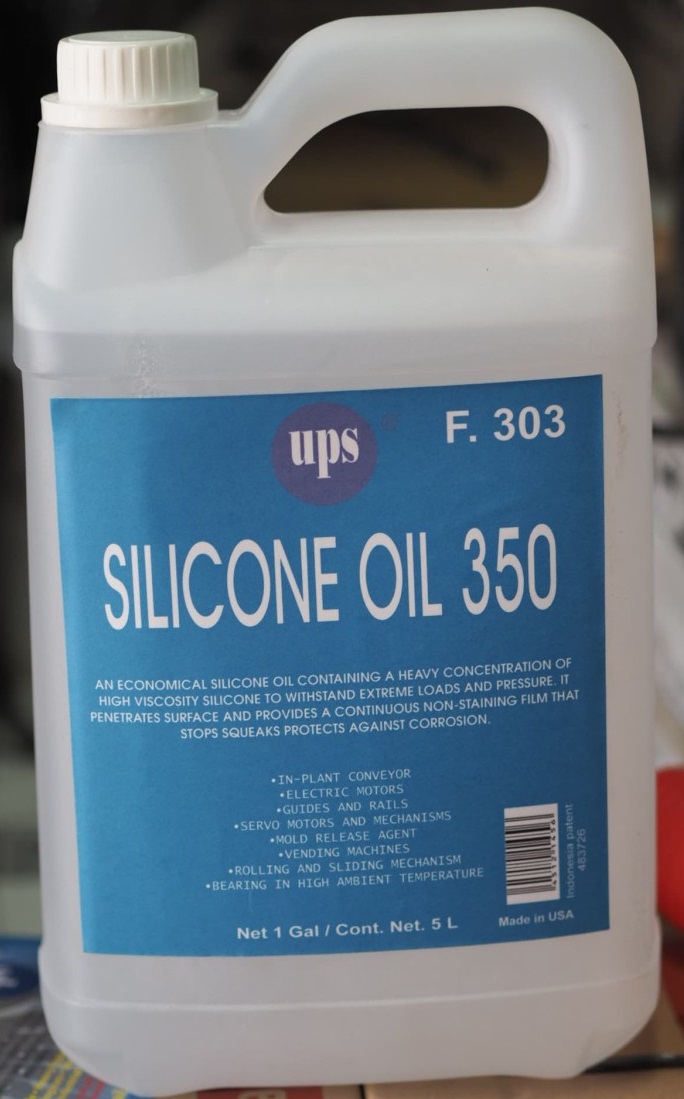 ups ®
F. 303
SILICONE OIL 350
AN ECONOMICAL SILICONE OIL CONTAINING A HEAVY CONCENTRATION OF
HIGH VISCOSITY SILICONE TO WITHSTAND EXTREME LOADS AND PRESSURE. IT
PENETRATES SURFACE AND PROVIDES A CONTINUOUS NON-STAINING FILM THAT
STOPS SQUEAKS PROTECTS AGAINST CORROSION.
•IN-PLANT CONVEYOR
•ELECTRIC MOTORS
•GUIDES AND RAILS
•SERVO MOTORS AND MECHANISMS
•MOLD RELEASE AGENT
•VENDING MACHINES
•ROLLING AND SLIDING MECHANISM
•BEARING IN HIGH AMBIENT TEMPERATURE
Indonesia patent
483726
Net 1 Gal / Cont. Net. 5 L
Made in USA